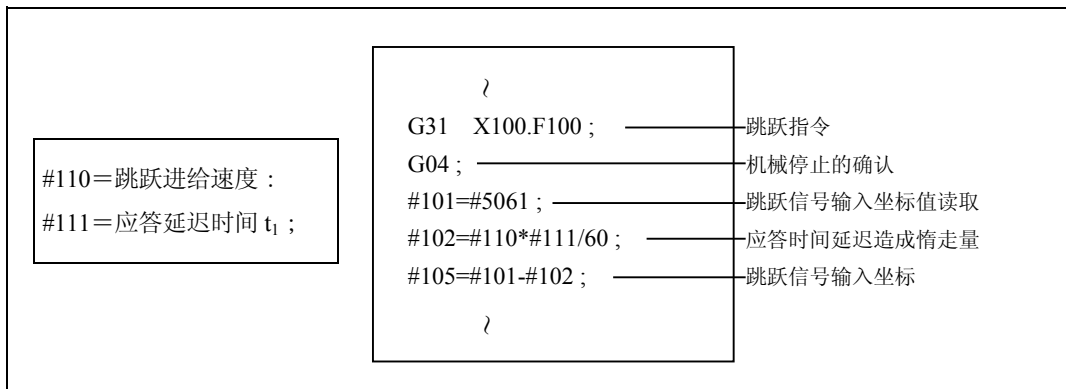 ≀
G31 X100.F100 ; 跳跃指令
G04 ; 机械停止的确认
#101=#5061 ; 跳跃信号输入坐标值读取
#102=#110*#111/60 ; 应答时间延迟造成惰走量
#105=#101-#102 ; 跳跃信号输入坐标
≀
#110＝跳跃进给速度 :
#111＝应答延迟时间 t₁ ;